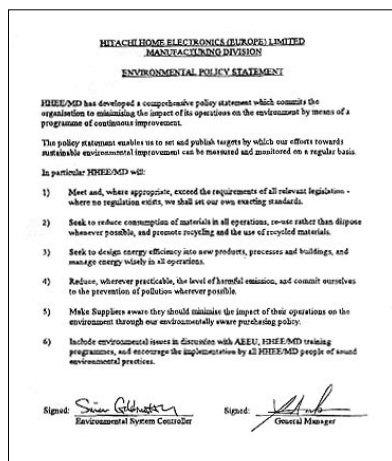 HITACHI HOME ELECTRONICS (EUROPE) LIMITED
MANUFACTURING DIVISION
ENVIRONMENTAL POLICY STATEMENT
HHEE/MD has developed a comprehensive policy statement which commits the
organisation to minimising the impact of its operations on the environment by means of a
programme of continuous improvement.
The policy statement enables us to set and publish targets by which our efforts towards
sustainable environmental improvement can be measured and monitored on a regular basis.
In particular HHEE/MD will:
1) Meet and, where appropriate, exceed the requirements of all relevant legislation -
where no regulation exists, we shall set our own exacting standards.
2) Seek to reduce consumption of materials in all operations, re-use rather than dispose
whenever possible, and promote recycling and the use of recycled materials.
3) Seek to design energy efficiency into new products, processes and buildings, and
manage energy wisely in all operations.
4) Reduce, wherever practicable, the level of harmful emission, and commit ourselves
to the prevention of pollution wherever possible.
5) Make Suppliers aware they should minimise the impact of their operations on the
environment through our environmentally aware purchasing policy.
6) Include environmental issues in discussion with AEEU, HHEE/MD training
programmes, and encourage the implementation by all HHEE/MD people of sound
environmental practices.
Signed: Signed:
Environmental System Controller General Manager